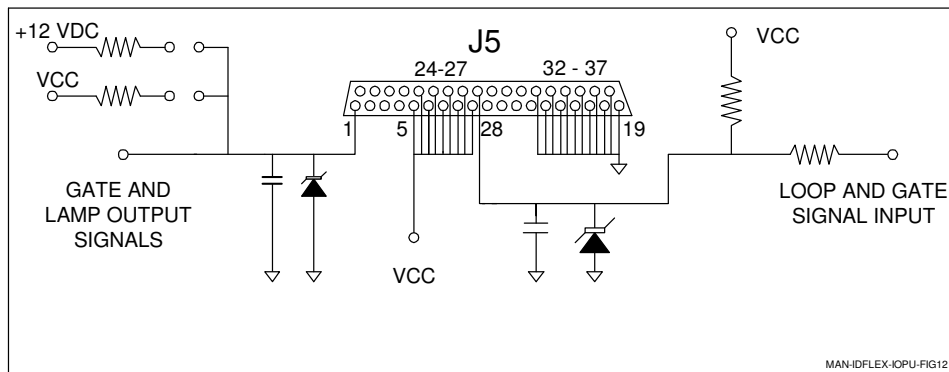 +12 VDC
VCC
J5
24-27
32 - 37
VCC
1
5
28
19
GATE AND
LAMP OUTPUT
SIGNALS
VCC
LOOP AND GATE
SIGNAL INPUT
MAN-IDFLEX-IOPU-FIG12